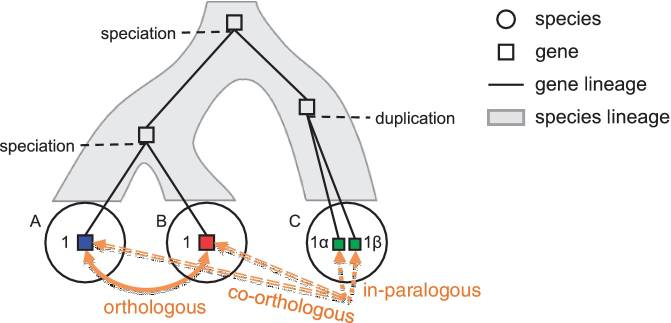 speciation
species
gene
gene lineage
species lineage
duplication
speciation
A
B
C
1
1
1α
1β
orthologous
co-orthologous
in-paralogous